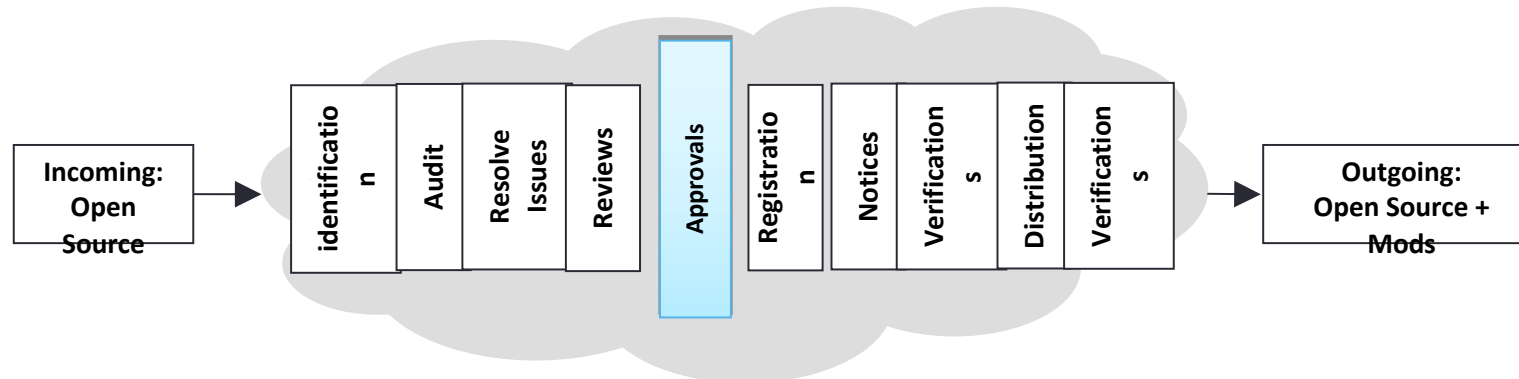 Incoming:
Open
Source
identificatio
n
Audit
Resolve
Issues
Reviews
Approvals
Registratio
n
Notices
Verification
s
Distribution
Verification
s
Outgoing:
Open Source +
Mods